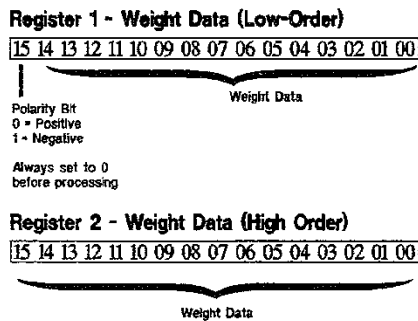 Register 1 - Weight Data (Low-Order)
15 14 13 12 11 10 09 08 07 06 05 04 03 02 01 00
Weight Data
Polarity Bit
0 = Positive
1 - Negative
Always set to 0
before processing
Register 2 - Weight Data (High Order)
15 14 13 12 11 10 09 08 07 06 05 04 03 02 01 00
Weight Data